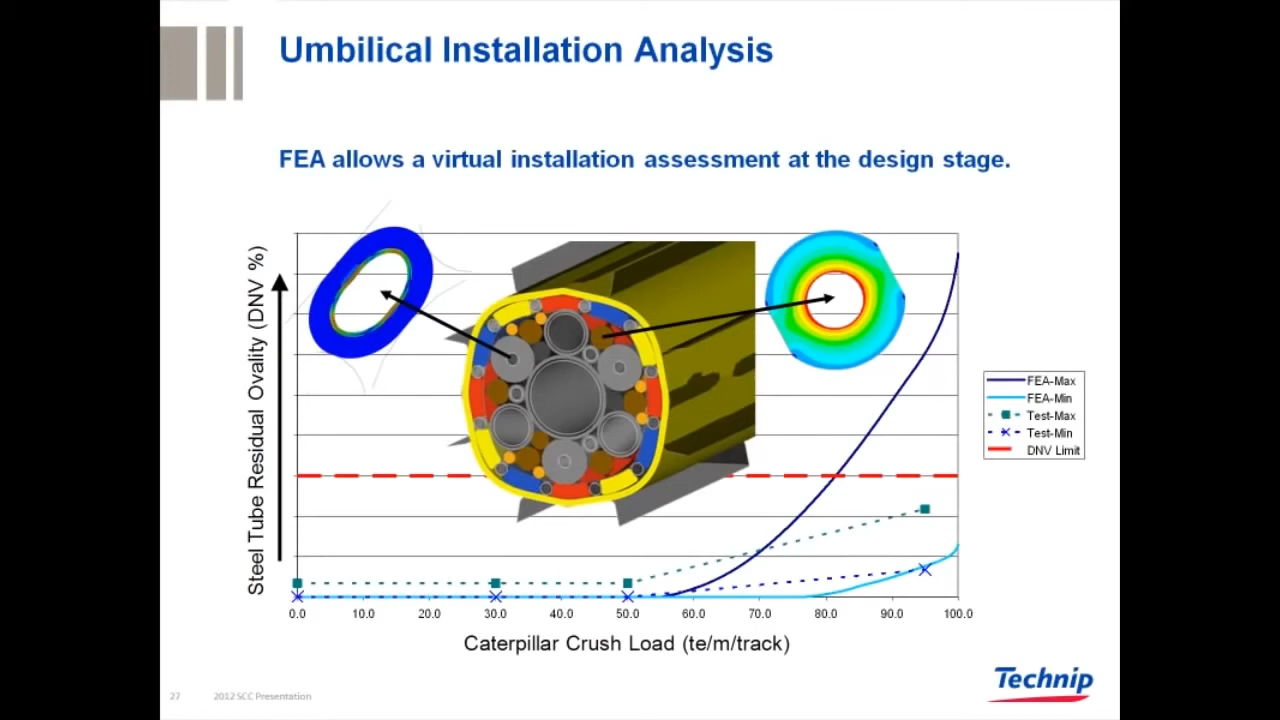 Umbilical Installation Analysis
FEA allows a virtual installation assessment at the design stage.
Steel Tube Residual Ovality (DNV %)
FEA-Max
FEA-Min
Test-Max
Test-Min
DNV Limit
0.0 10.0 20.0 30.0 40.0 50.0 60.0 70.0 80.0 90.0 100.0
Caterpillar Crush Load (te/m/track)
27 2012 SCC Presentation
Technip